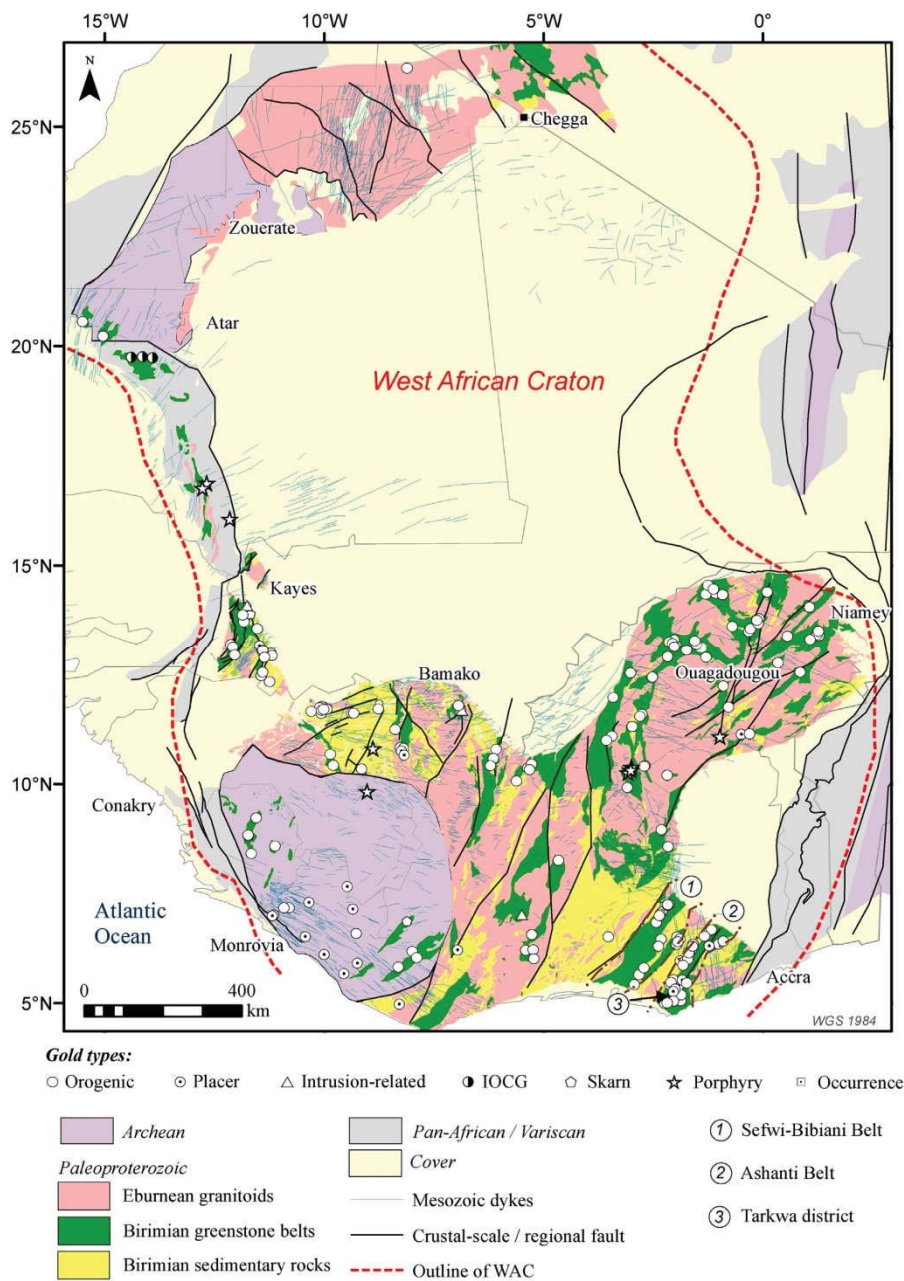 15°W 10°W 5°W 0°
N
25°N
Chegga
Zouerate
Atar
20°N
West African Craton
15°N
Kayes
Niamey
Bamako
Ouagadougou
10°N
Conakry
1
2
Atlantic
Ocean
Monrovia
Accra
5°N
3
0 400
km
WGS 1984
Gold types:
Orogenic Placer Intrusion-related IOCG Skarn Porphyry Occurrence
Archean Pan-African / Variscan 1 Sefwi-Bibiani Belt
Paleoproterozoic Cover
2 Ashanti Belt
Eburnean granitoids Mesozoic dykes
Birimian greenstone belts Crustal-scale / regional fault 3 Tarkwa district
Birimian sedimentary rocks Outline of WAC